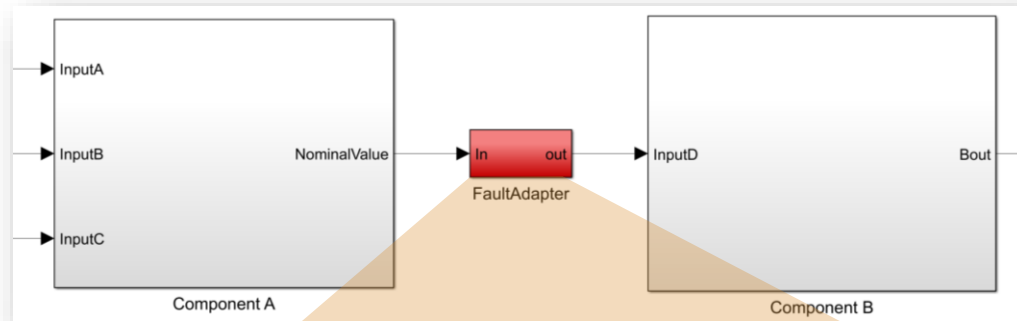 InputA
InputB
InputC
NominalValue
Component A
In out
FaultAdapter
InputD
Bout
Component B